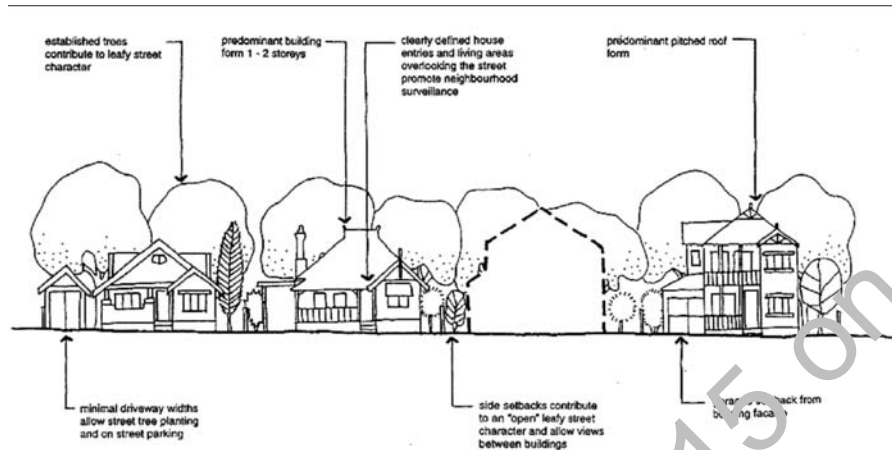 established trees
contribute to leafy street
character
predominant building
form 1 - 2 storeys
clearly defined house
entries and living areas
overlooking the street
promote neighbourhood
surveillance
predominant pitched roof
form
minimal driveway widths
allow street tree planting
and on street parking
side setbacks contribute
to an "open" leafy street
character and allow views
between buildings
from
15 on